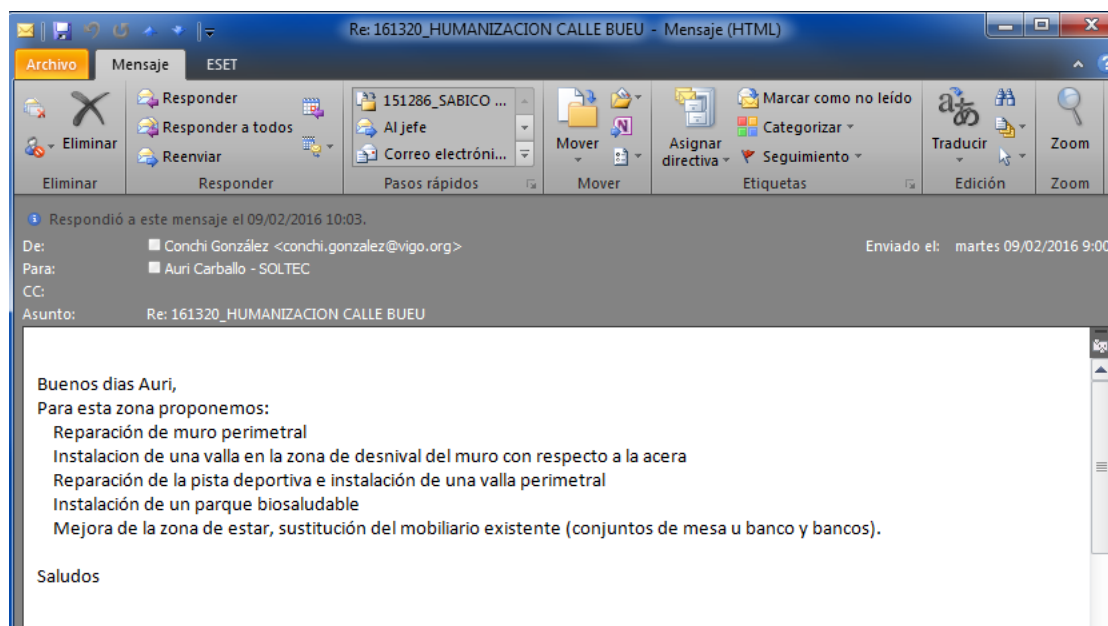 Re: 161320_HUMANIZACION CALLE BUEU - Mensaje (HTML)
Archivo Mensaje ESET
Eliminar
Responder
Responder a todos
Reenviar
151286_SABICO ...
Al jefe
Correo electróni...
Mover
Asignar directiva
Marcar como no leído
Categorizar
Seguimiento
Traducir
Zoom
Eliminar Responder Pasos rápidos Mover Etiquetas Edición Zoom
Respondió a este mensaje el 09/02/2016 10:03.
De: Conchi González <conchi.gonzalez@vigo.org> Enviado el: martes 09/02/2016 9:00
Para: Auri Carballo - SOLTEC
CC:
Asunto: Re: 161320_HUMANIZACION CALLE BUEU
Buenos dias Auri,
Para esta zona proponemos:
Reparación de muro perimetral
Instalacion de una valla en la zona de desnival del muro con respecto a la acera
Reparación de la pista deportiva e instalación de una valla perimetral
Instalación de un parque biosaludable
Mejora de la zona de estar, sustitución del mobiliario existente (conjuntos de mesa u banco y bancos).
Saludos